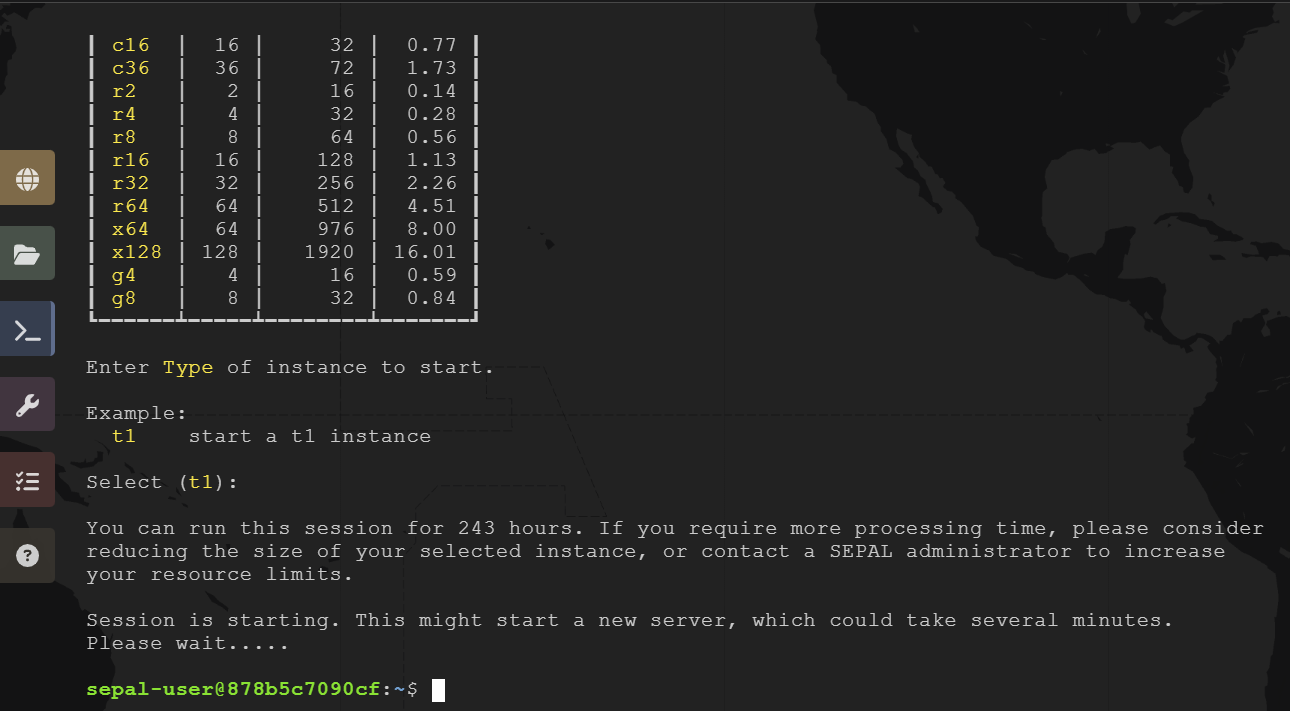 c16 | 16 | 32 | 0.77
c36 | 36 | 72 | 1.73
r2 | 2 | 16 | 0.14
r4 | 4 | 32 | 0.28
r8 | 8 | 64 | 0.56
r16 | 16 | 128 | 1.13
r32 | 32 | 256 | 2.26
r64 | 64 | 512 | 4.51
x64 | 64 | 976 | 8.00
x128 | 128 | 1920 | 16.01
g4 | 4 | 16 | 0.59
g8 | 8 | 32 | 0.84
Enter Type of instance to start.
Example:
t1 start a t1 instance
Select (t1):
You can run this session for 243 hours. If you require more processing time, please consider
reducing the size of your selected instance, or contact a SEPAL administrator to increase
your resource limits.
Session is starting. This might start a new server, which could take several minutes.
Please wait.....
sepal-user@878b5c7090cf:~$